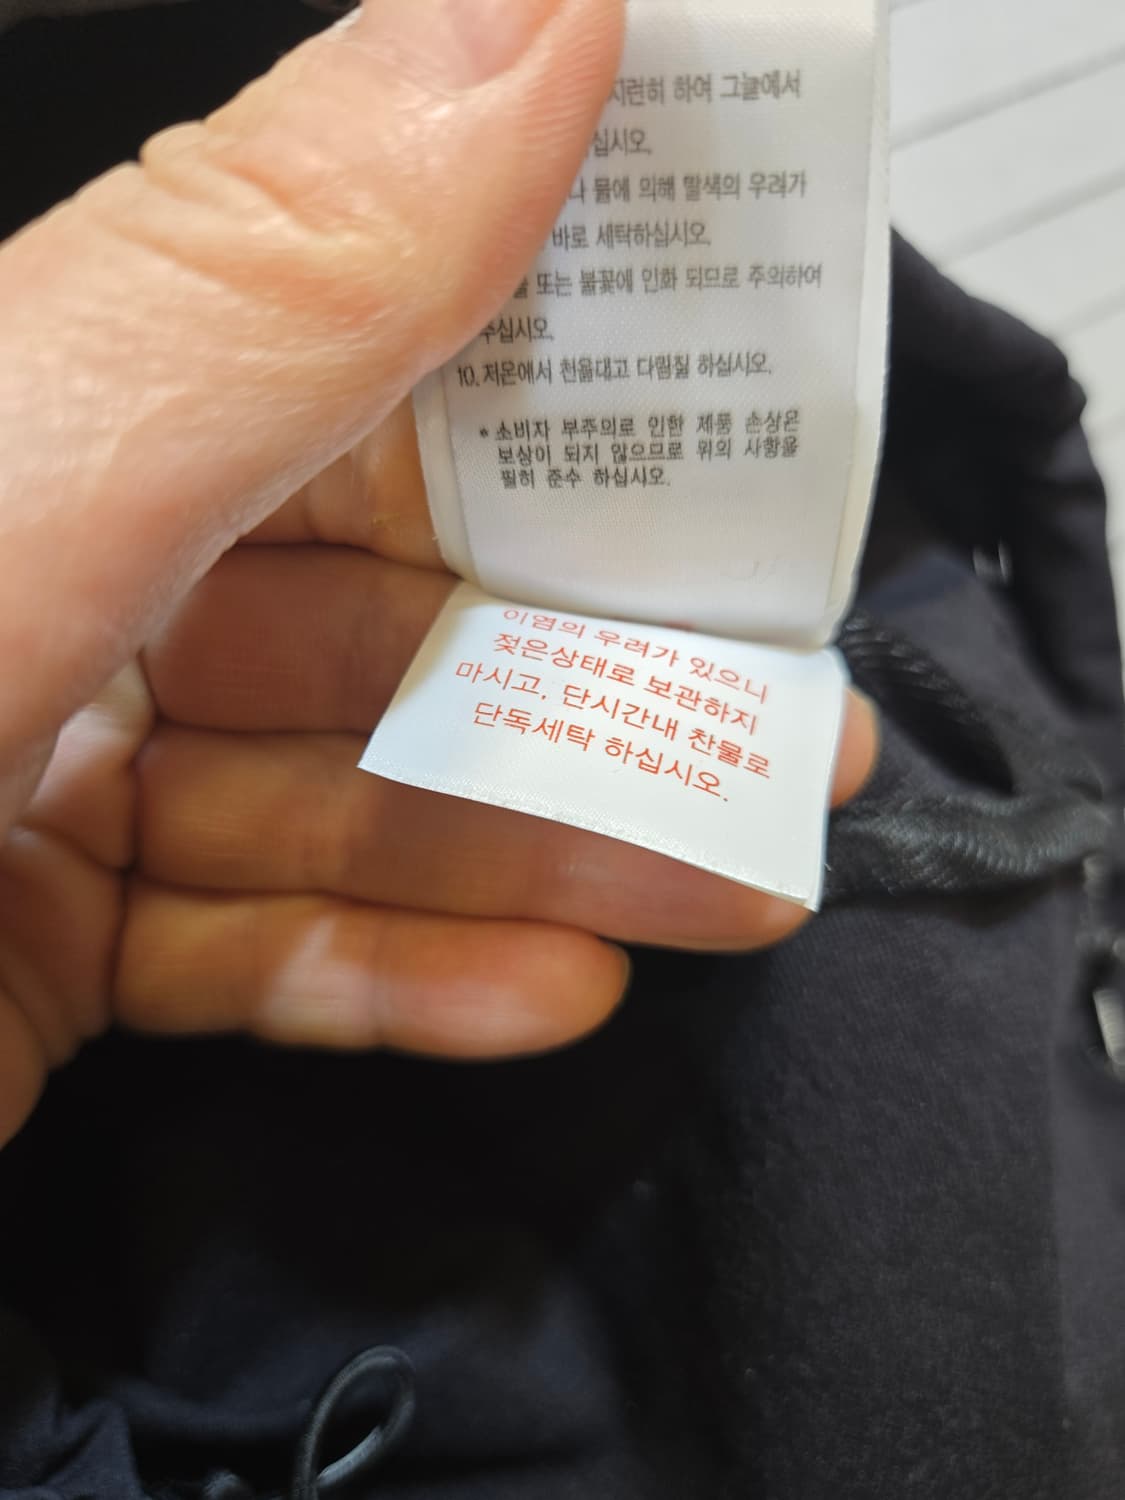 지런히 하여 그늘에서
십시오.
나 물에 의해 탈색의 우려가
바로 세탁하십시오.
또는 불꽃에 인화 되므로 주의하여
주십시오.
10. 저온에서 천을대고 다림질 하십시오.
* 소비자 부주의로 인한 제품 손상은
보상이 되지 않으므로 위의 사항을
필히 준수 하십시오.
이염의 우려가 있으니
젖은상태로 보관하지
마시고, 단시간내 찬물로
단독세탁 하십시오.